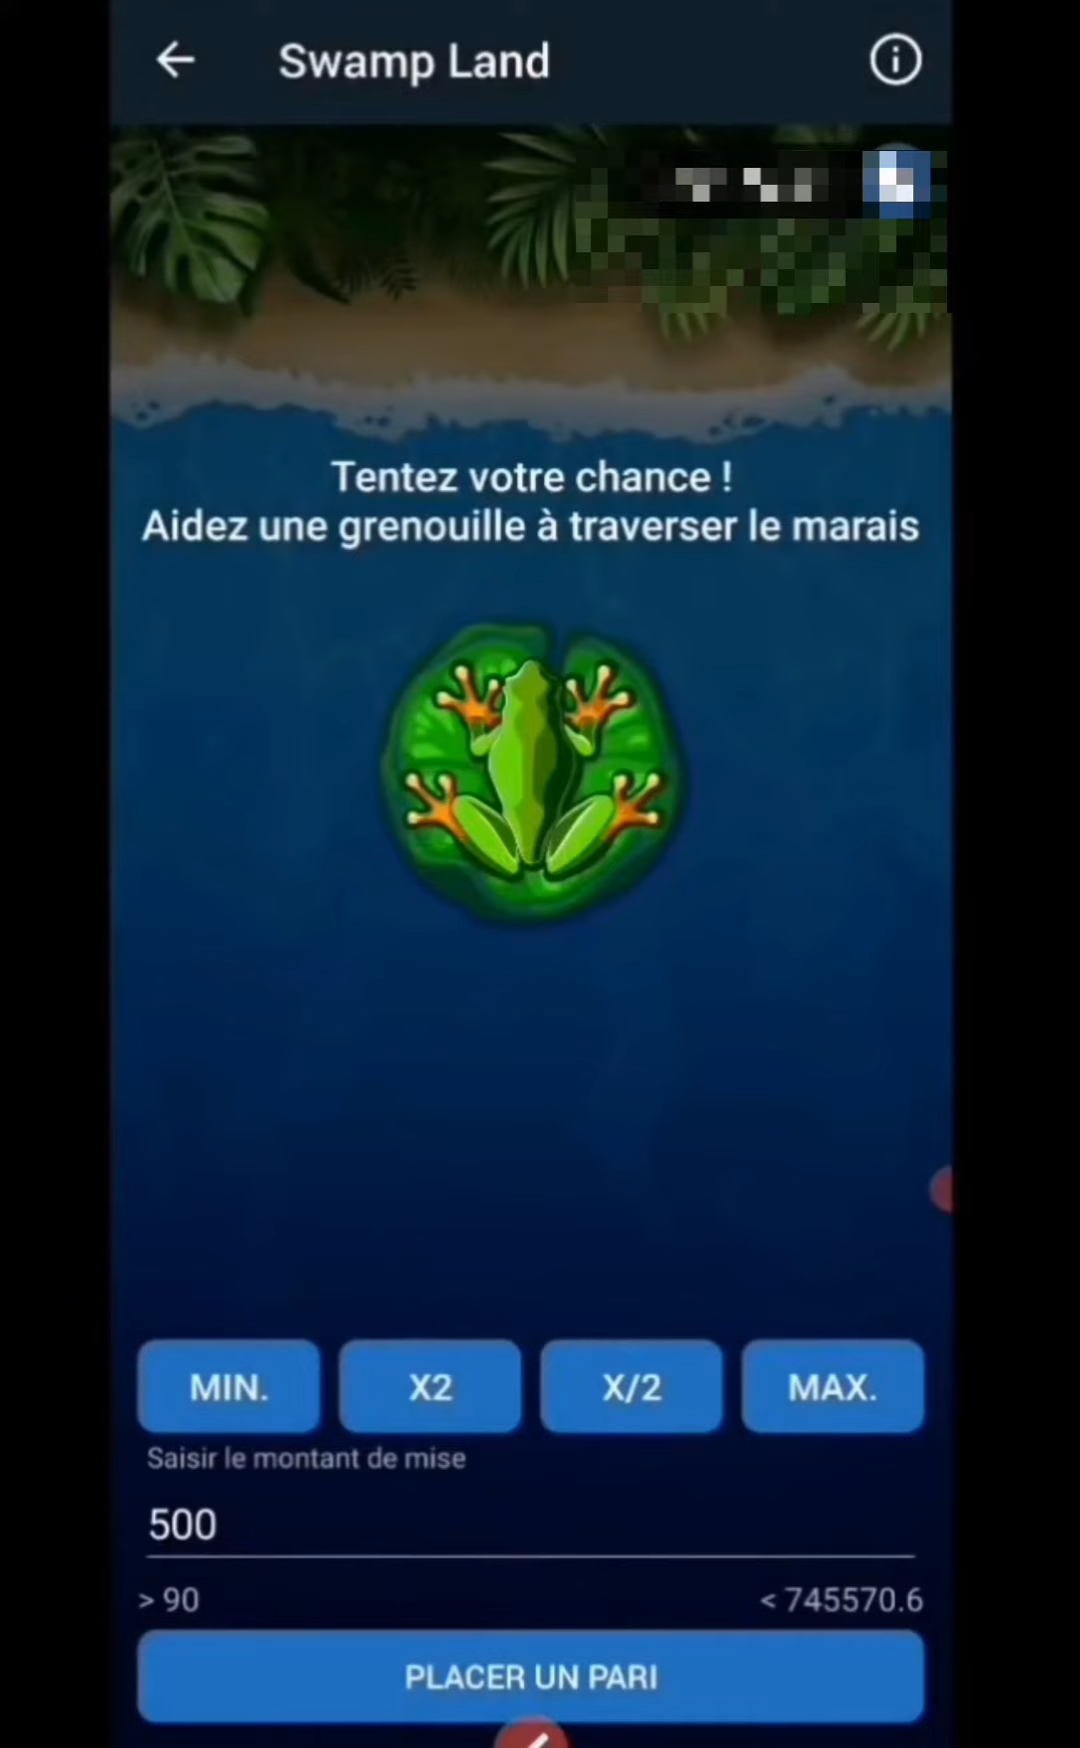 Swamp Land
Tentez votre chance !
Aidez une grenouille à traverser le marais
MIN.
X2
X/2
MAX.
Saisir le montant de mise
500
> 90
< 745570.6
PLACER UN PARI